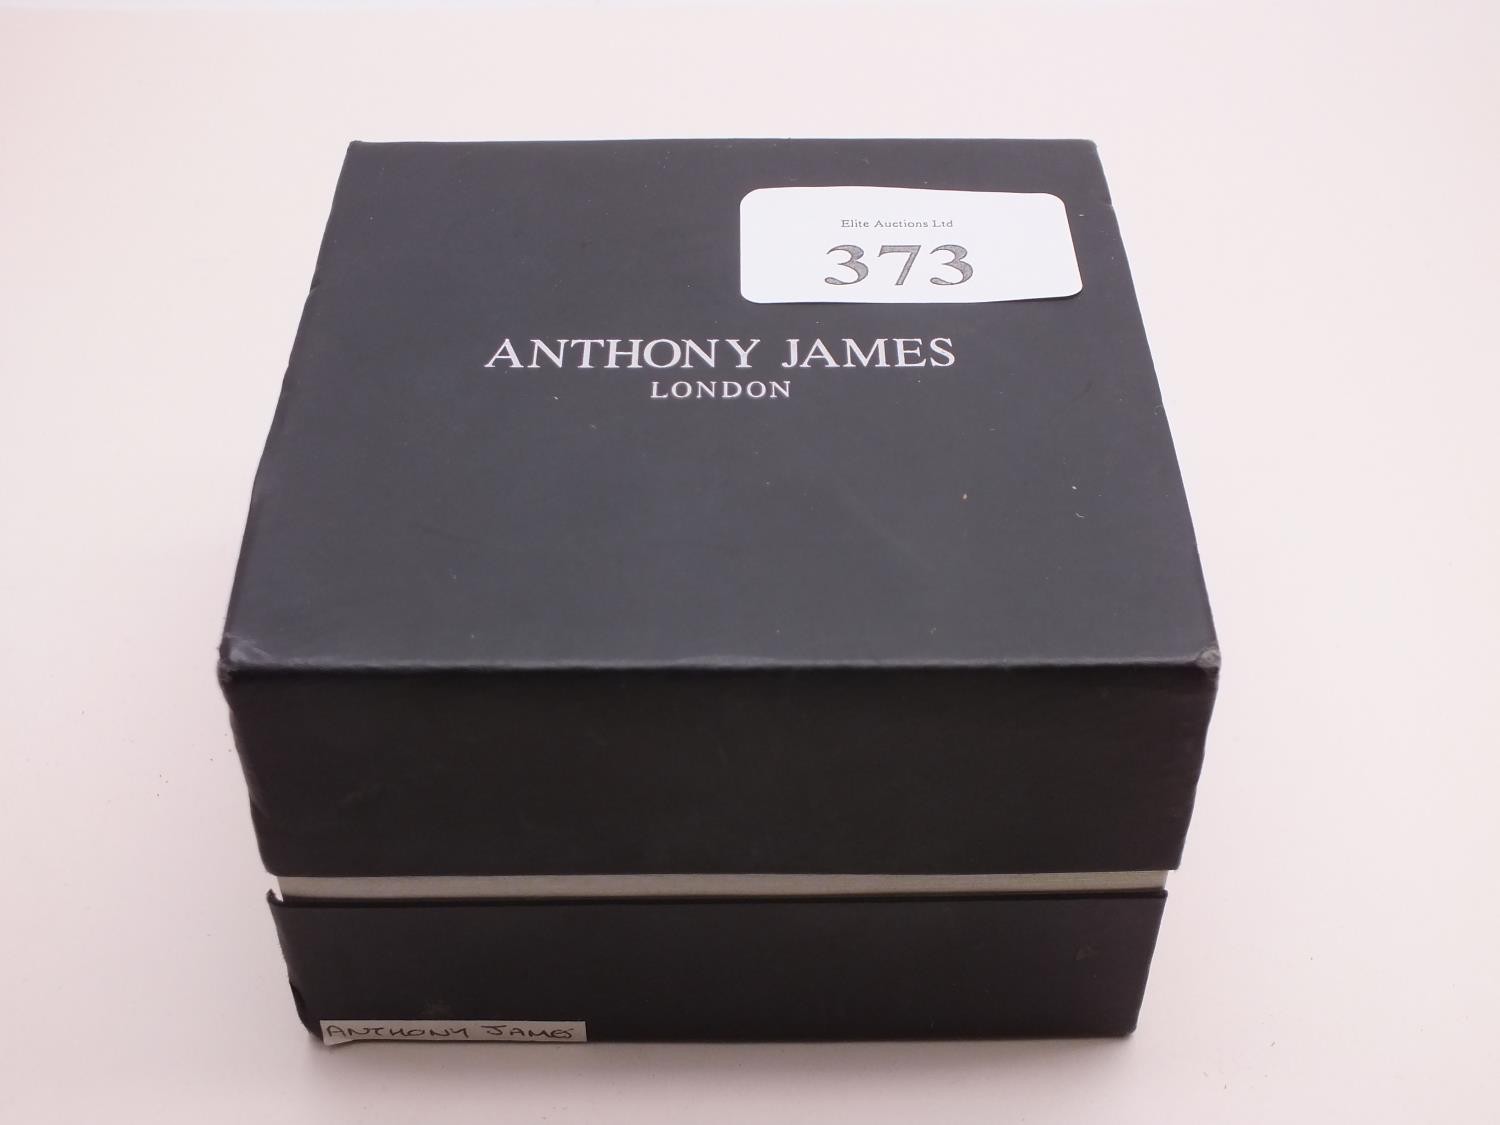 Elite Auctions Ltd
373
ANTHONY JAMES
LONDON
ANTHONY JAMES